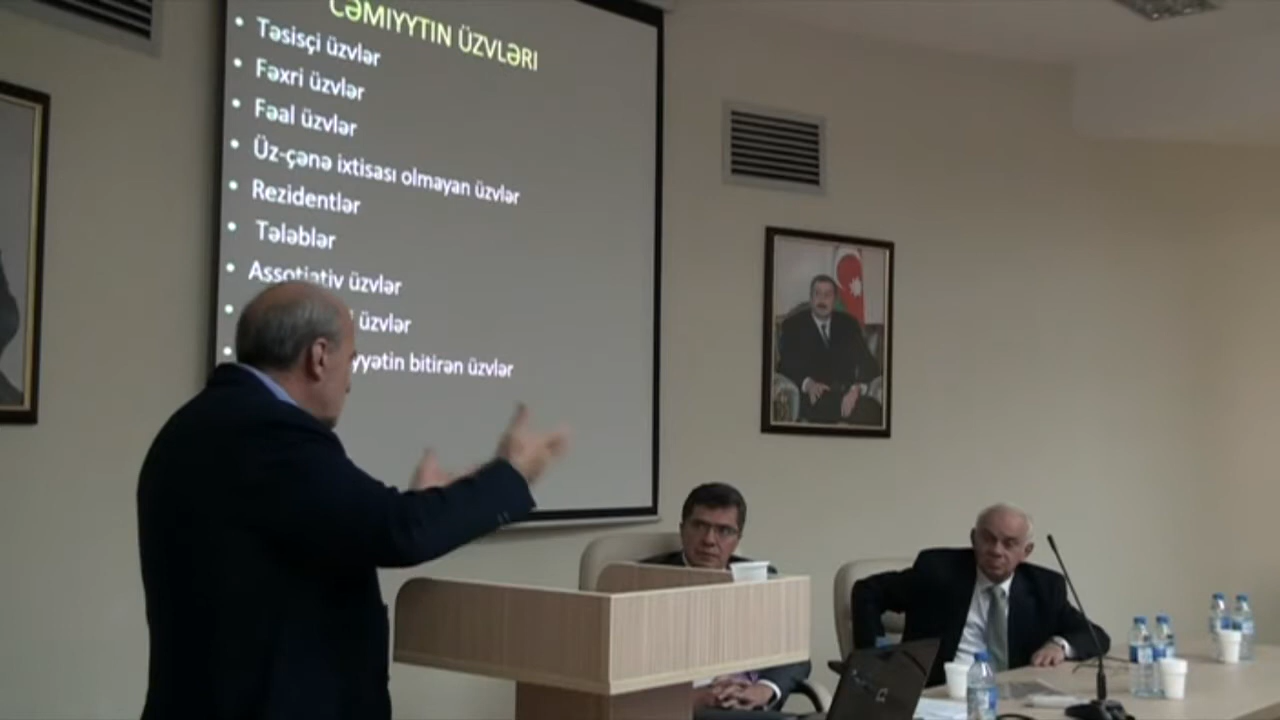 CƏMIYYTIN ÜZVLƏRI
• Təsisçi üzvlər
• Fəxri üzvlər
• Fəal üzvlər
• Üz-çənə ixtisası olmayan üzvlər
• Rezidentlər
• Tələblər
• Assotiativ üzvlər
• üzvlər
• bitirən üzvlər